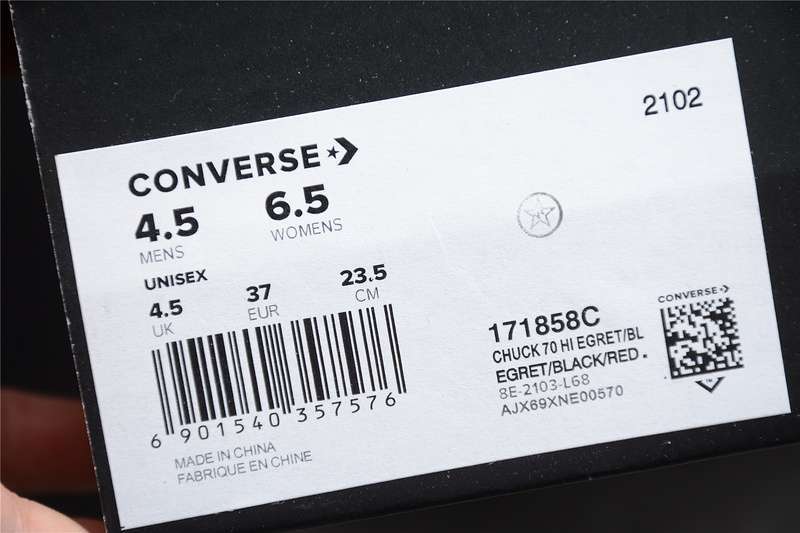 2102
CONVERSE
4.5 6.5
MENS WOMENS
UNISEX
4.5 37 23.5
UK EUR CM
6 901540 357576
MADE IN CHINA
FABRIQUE EN CHINE
171858C
CHUCK 70 HI EGRET/BL
EGRET/BLACK/RED.
8E-2103-L68
AJX69XNE00570
CONVERSE
TM